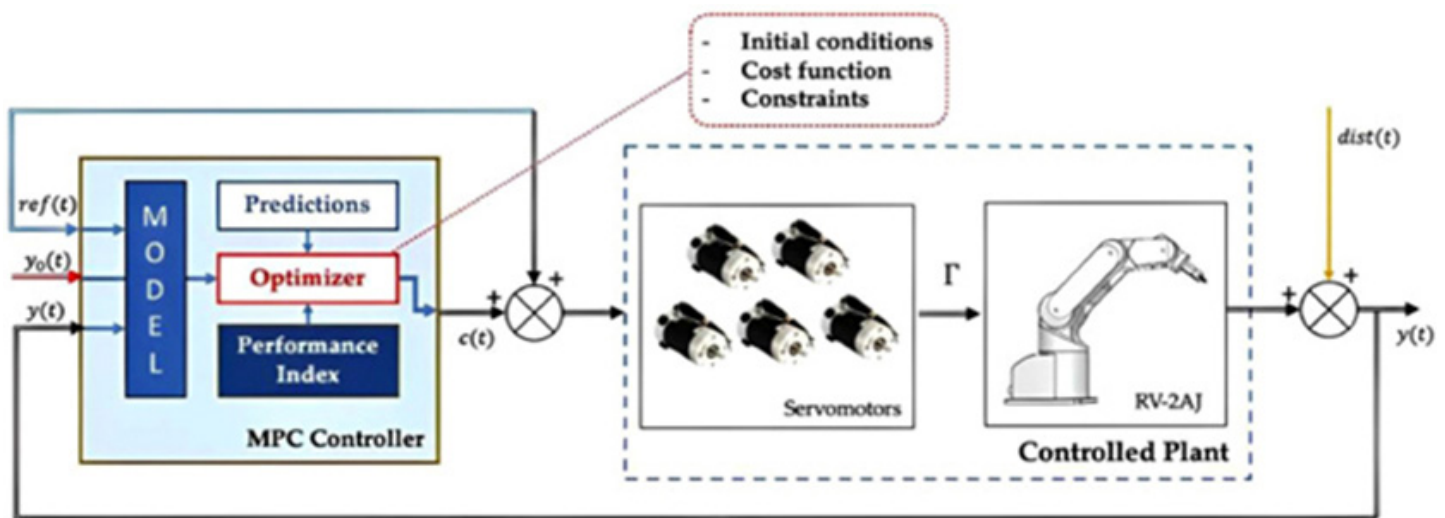 - Initial conditions
- Cost function
- Constraints
dist(t)
ref(t)
y₀(t)
y(t)
M
O
D
E
L
Predictions
Optimizer
Performance
Index
MPC Controller
+
+
c(t)
Servomotors
Γ
RV-2AJ
Controlled Plant
+
+
y(t)